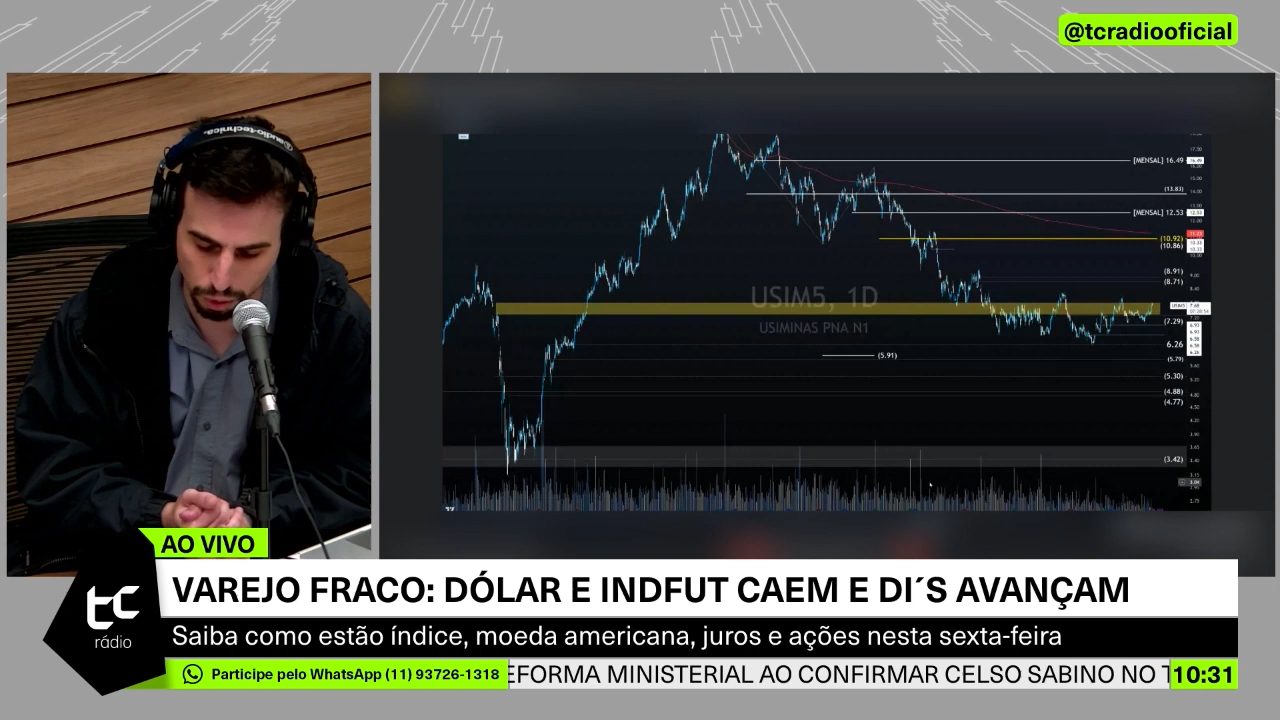 @tcradiooficial
audio-technica.
[MENSAL] 16.49
(13.83)
[MENSAL] 12.53
(10.92)
(10.86)
(8.91)
(8.71)
USIM5, 1D
USIMINAS PNA N1
(7.29)
6.26
(5.91)
(5.79)
(5.30)
(4.88)
(4.77)
(3.42)
AO VIVO
VAREJO FRACO: DÓLAR E INDFUT CAEM E DI´S AVANÇAM
tc rádio
Saiba como estão índice, moeda americana, juros e ações nesta sexta-feira
Participe pelo WhatsApp (11) 93726-1318
EFORMA MINISTERIAL AO CONFIRMAR CELSO SABINO NO T
10:31